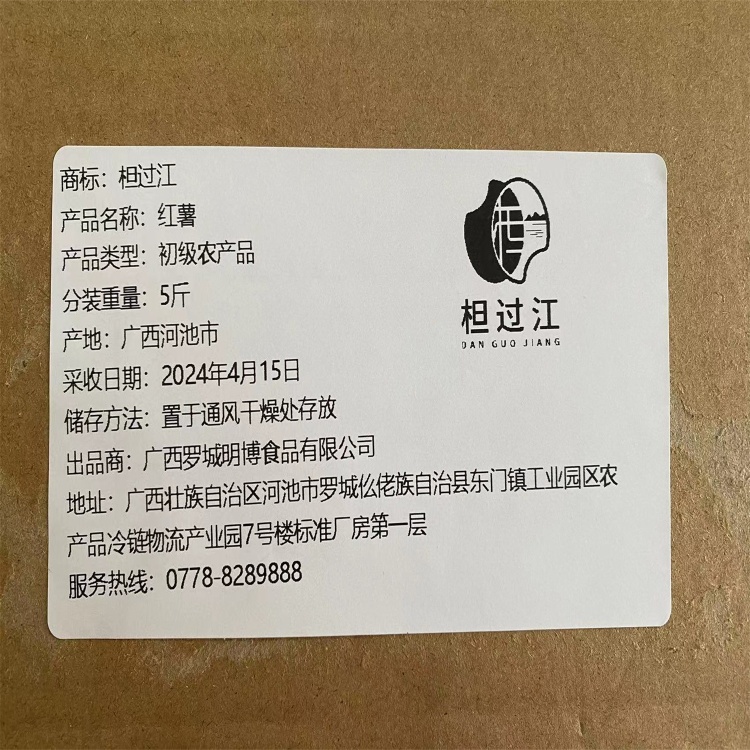 商标：柦过江
产品名称：红薯
产品类型：初级农产品
分装重量：5斤
产地：广西河池市
采收日期：2024年4月15日
储存方法：置于通风干燥处存放
出品商：广西罗城明博食品有限公司
地址：广西壮族自治区河池市罗城仫佬族自治县东门镇工业园区农
产品冷链物流产业园7号楼标准厂房第一层
服务热线：0778-8289888
柦过江
DAN GUO JIANG